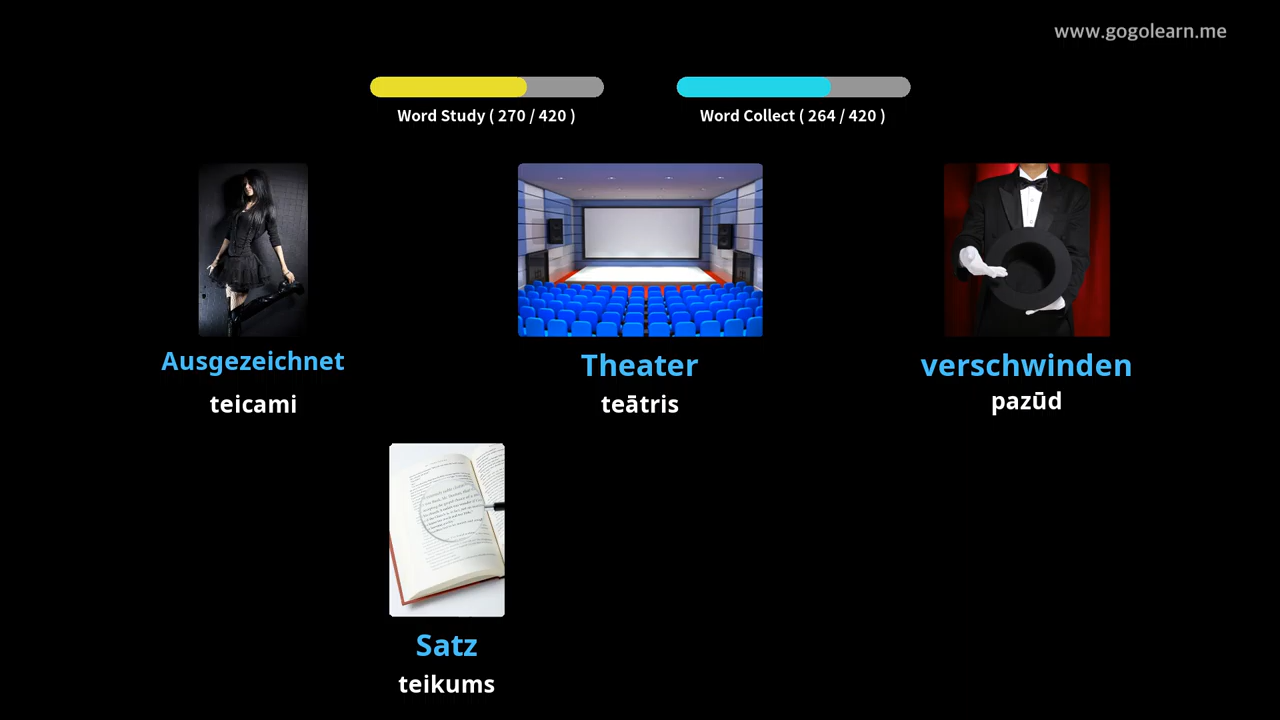 www.gogolearn.me
Word Study ( 270 / 420 )
Word Collect ( 264 / 420 )
Ausgezeichnet
teicami
Theater
teātris
verschwinden
pazūd
Satz
teikums